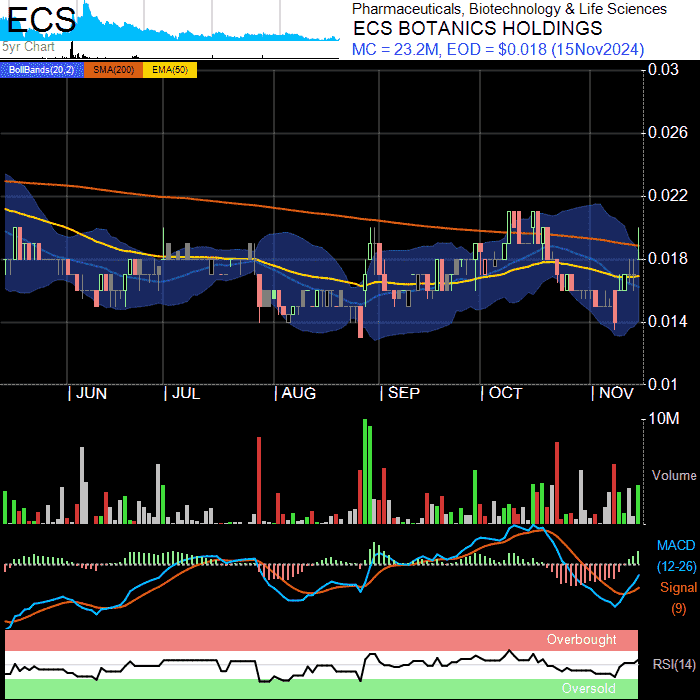 ECS
5yr Chart
Pharmaceuticals, Biotechnology & Life Sciences
ECS BOTANICS HOLDINGS
MC = 23.2M, EOD = $0.018 (15Nov2024)
BollBands(20,2) SMA(200) EMA(50)
0.03
0.026
0.022
0.018
0.014
0.01
| JUN | JUL | AUG | SEP | OCT | NOV
10M
Volume
MACD
(12-26)
Signal
(9)
Overbought
RSI(14)
Oversold